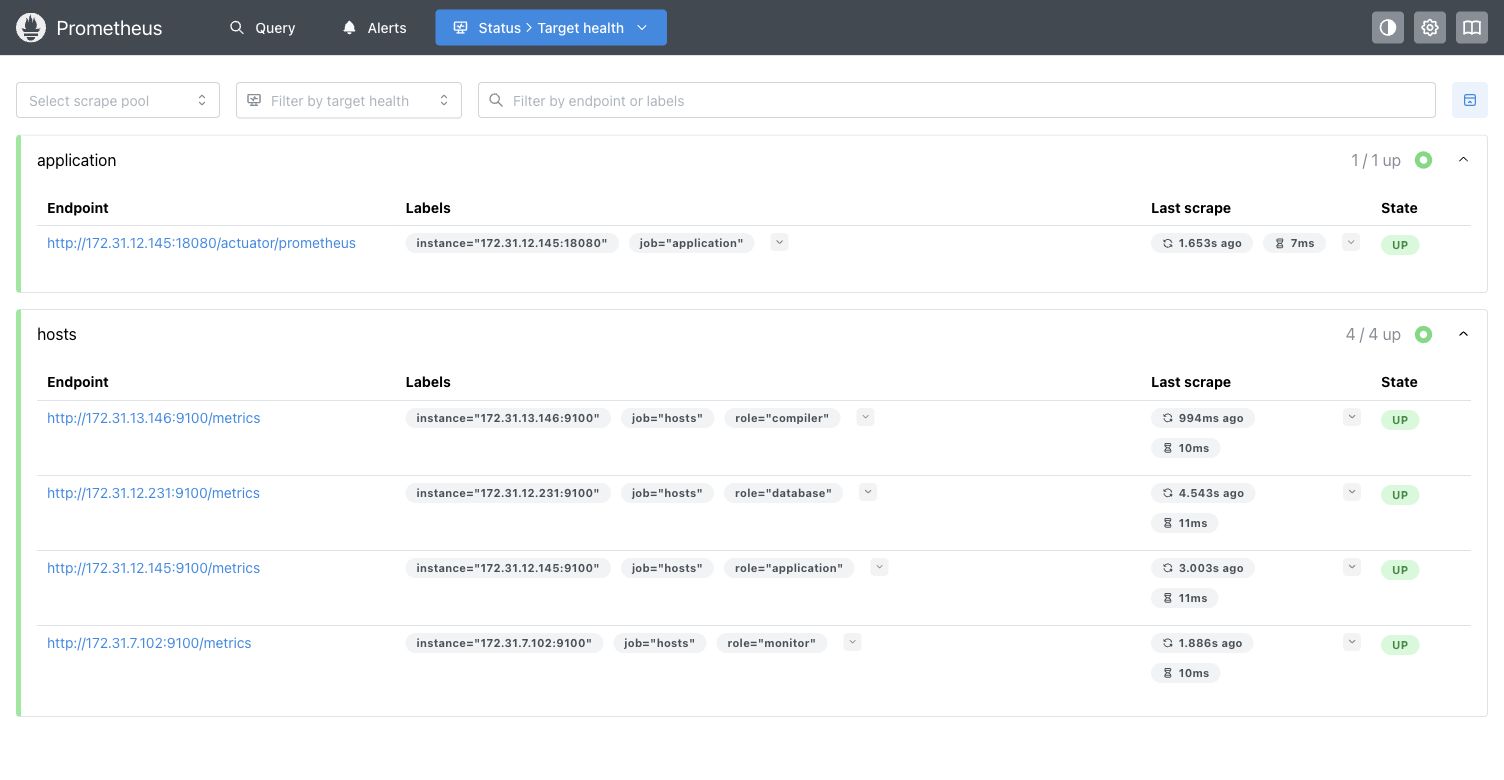 Prometheus Query Alerts Status > Target health
Select scrape pool Filter by target health Filter by endpoint or labels
application 1 / 1 up
Endpoint Labels Last scrape State
http://172.31.12.145:18080/actuator/prometheus instance="172.31.12.145:18080" job="application" 1.653s ago 7ms UP
hosts 4 / 4 up
Endpoint Labels Last scrape State
http://172.31.13.146:9100/metrics instance="172.31.13.146:9100" job="hosts" role="compiler" 994ms ago UP
10ms
http://172.31.12.231:9100/metrics instance="172.31.12.231:9100" job="hosts" role="database" 4.543s ago UP
11ms
http://172.31.12.145:9100/metrics instance="172.31.12.145:9100" job="hosts" role="application" 3.003s ago UP
11ms
http://172.31.7.102:9100/metrics instance="172.31.7.102:9100" job="hosts" role="monitor" 1.886s ago UP
10ms